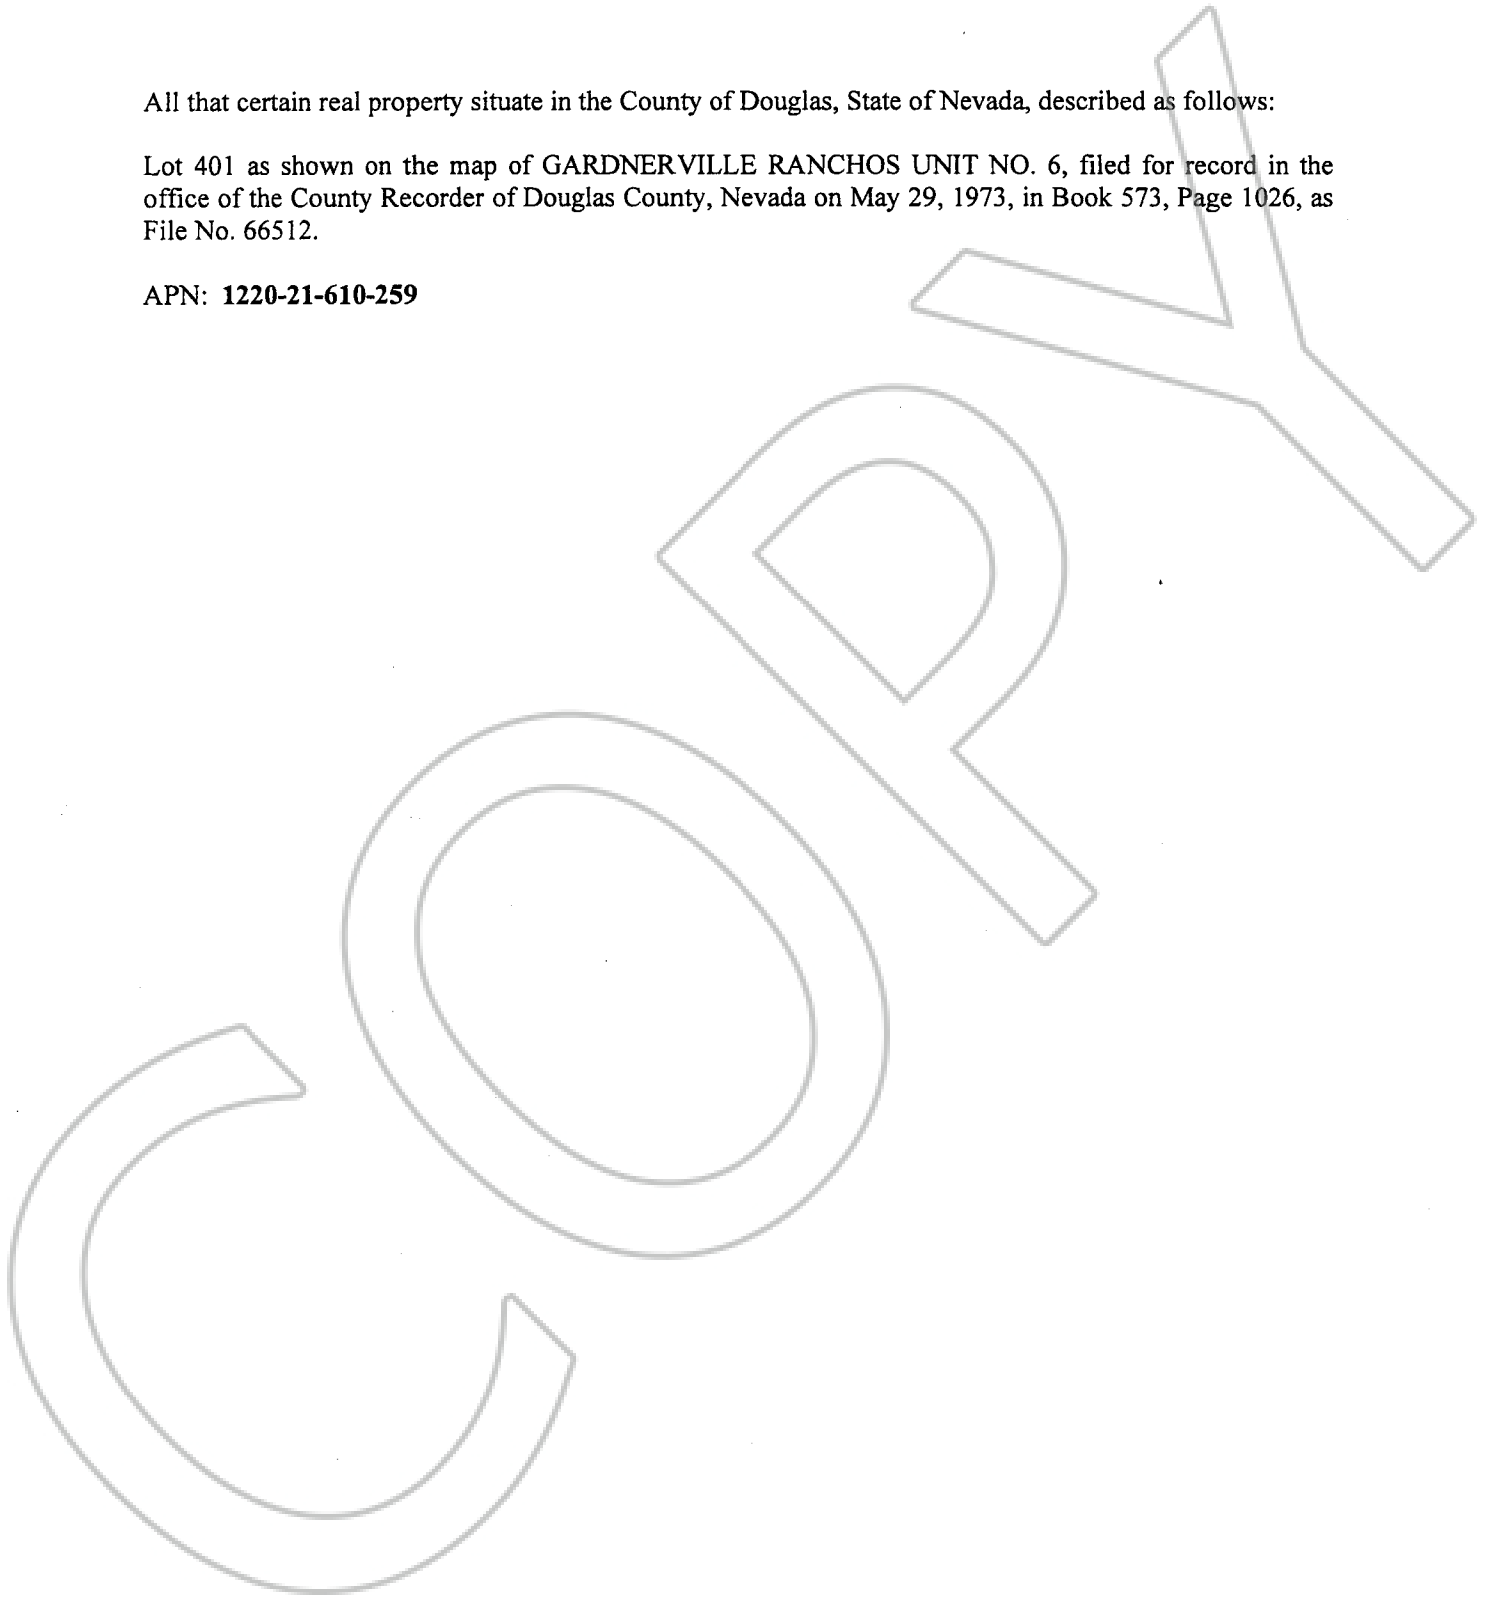 All that certain real property situate in the County of Douglas, State of Nevada, described as follows:
Lot 401 as shown on the map of GARDNERVILLE RANCHOS UNIT NO. 6, filed for record in the
office of the County Recorder of Douglas County, Nevada on May 29, 1973, in Book 573, Page 1026, as
File No. 66512.
APN: 1220-21-610-259
COPY